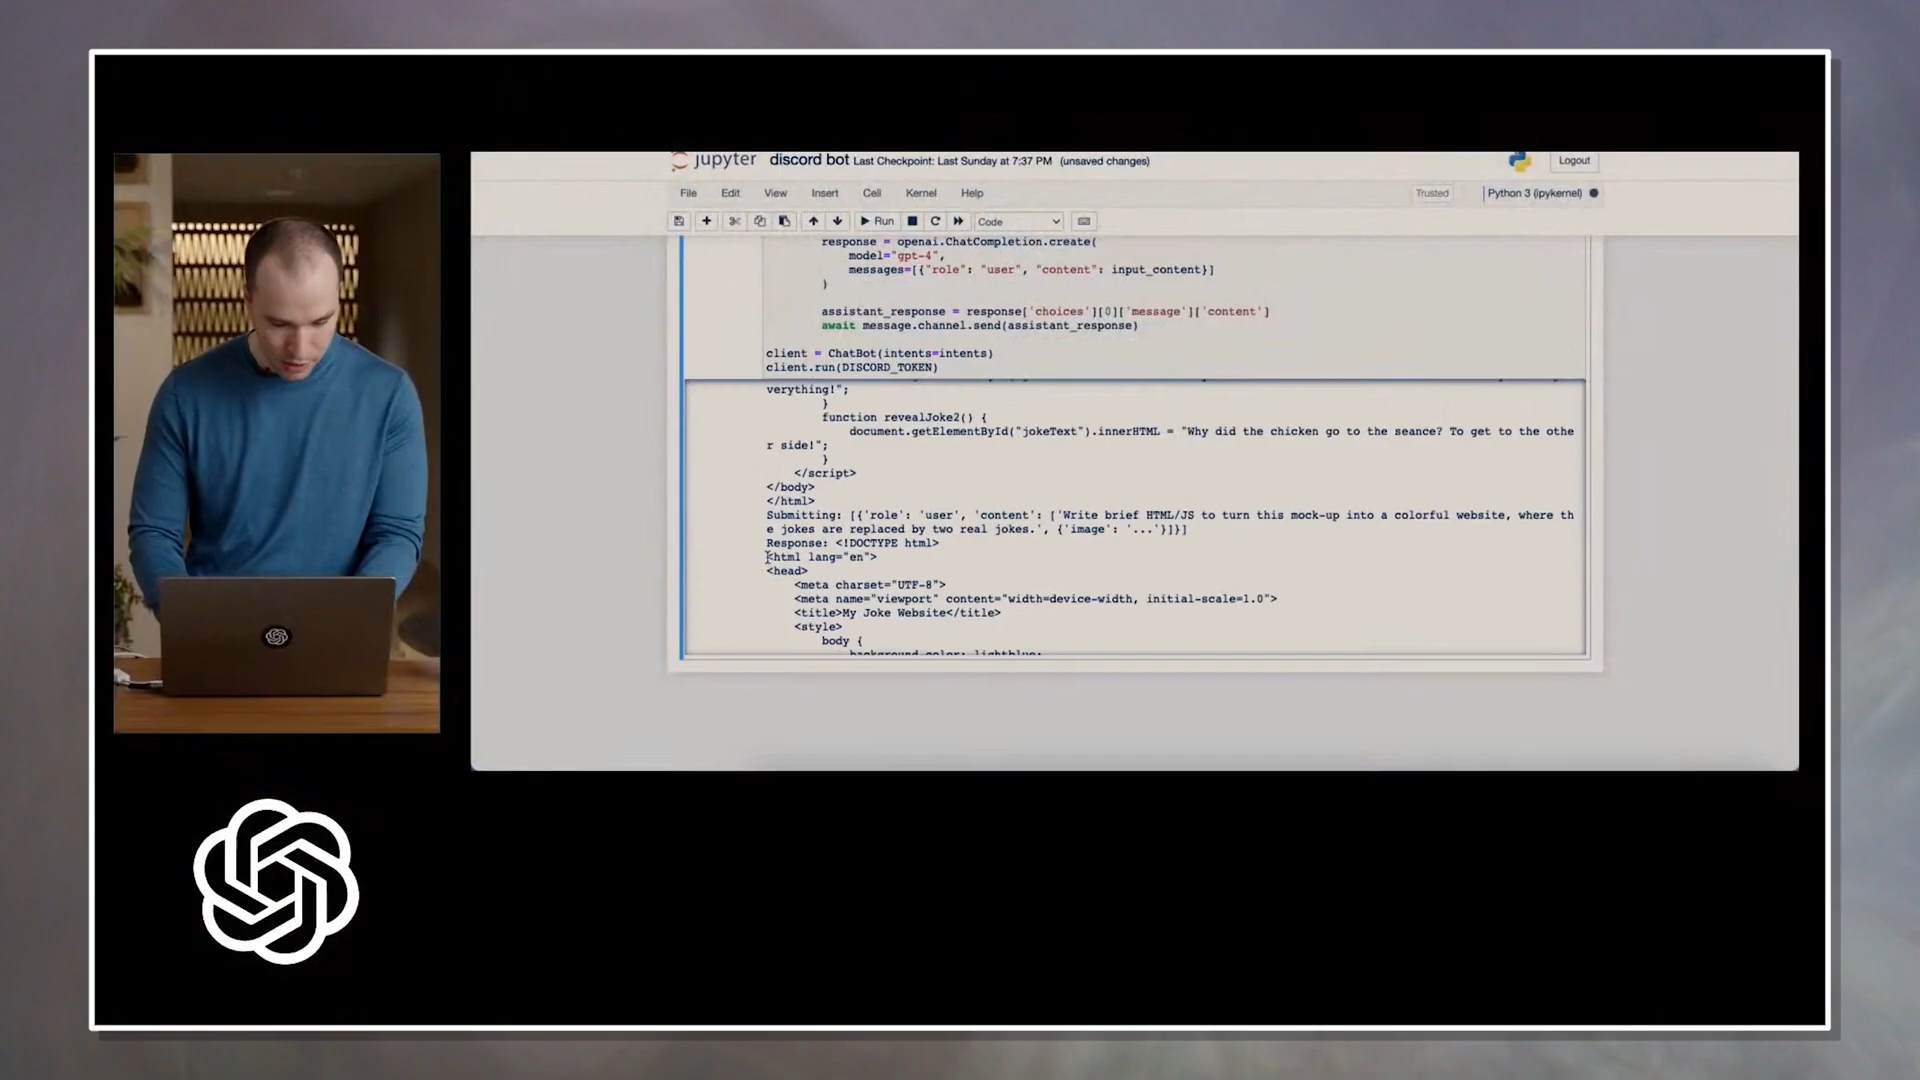 jupyter discord bot Last Checkpoint: Last Sunday at 7:37 PM (unsaved changes) Logout
File Edit View Insert Cell Kernel Help Trusted Python 3 (ipykernel)
Run Code
response = openai.ChatCompletion.create(
model="gpt-4",
messages=[{"role": "user", "content": input_content}]
)
assistant_response = response['choices'][0]['message']['content']
await message.channel.send(assistant_response)
client = ChatBot(intents=intents)
client.run(DISCORD_TOKEN)
verything!";
}
function revealJoke2() {
document.getElementById("jokeText").innerHTML = "Why did the chicken go to the seance? To get to the othe
r side!";
}
</script>
</body>
</html>
Submitting: [{'role': 'user', 'content': ['Write brief HTML/JS to turn this mock-up into a colorful website, where th
e jokes are replaced by two real jokes.', {'image': '...'}]}]
Response: <!DOCTYPE html>
<html lang="en">
<head>
<meta charset="UTF-8">
<meta name="viewport" content="width=device-width, initial-scale=1.0">
<title>My Joke Website</title>
<style>
body {
background-color: lightblue;